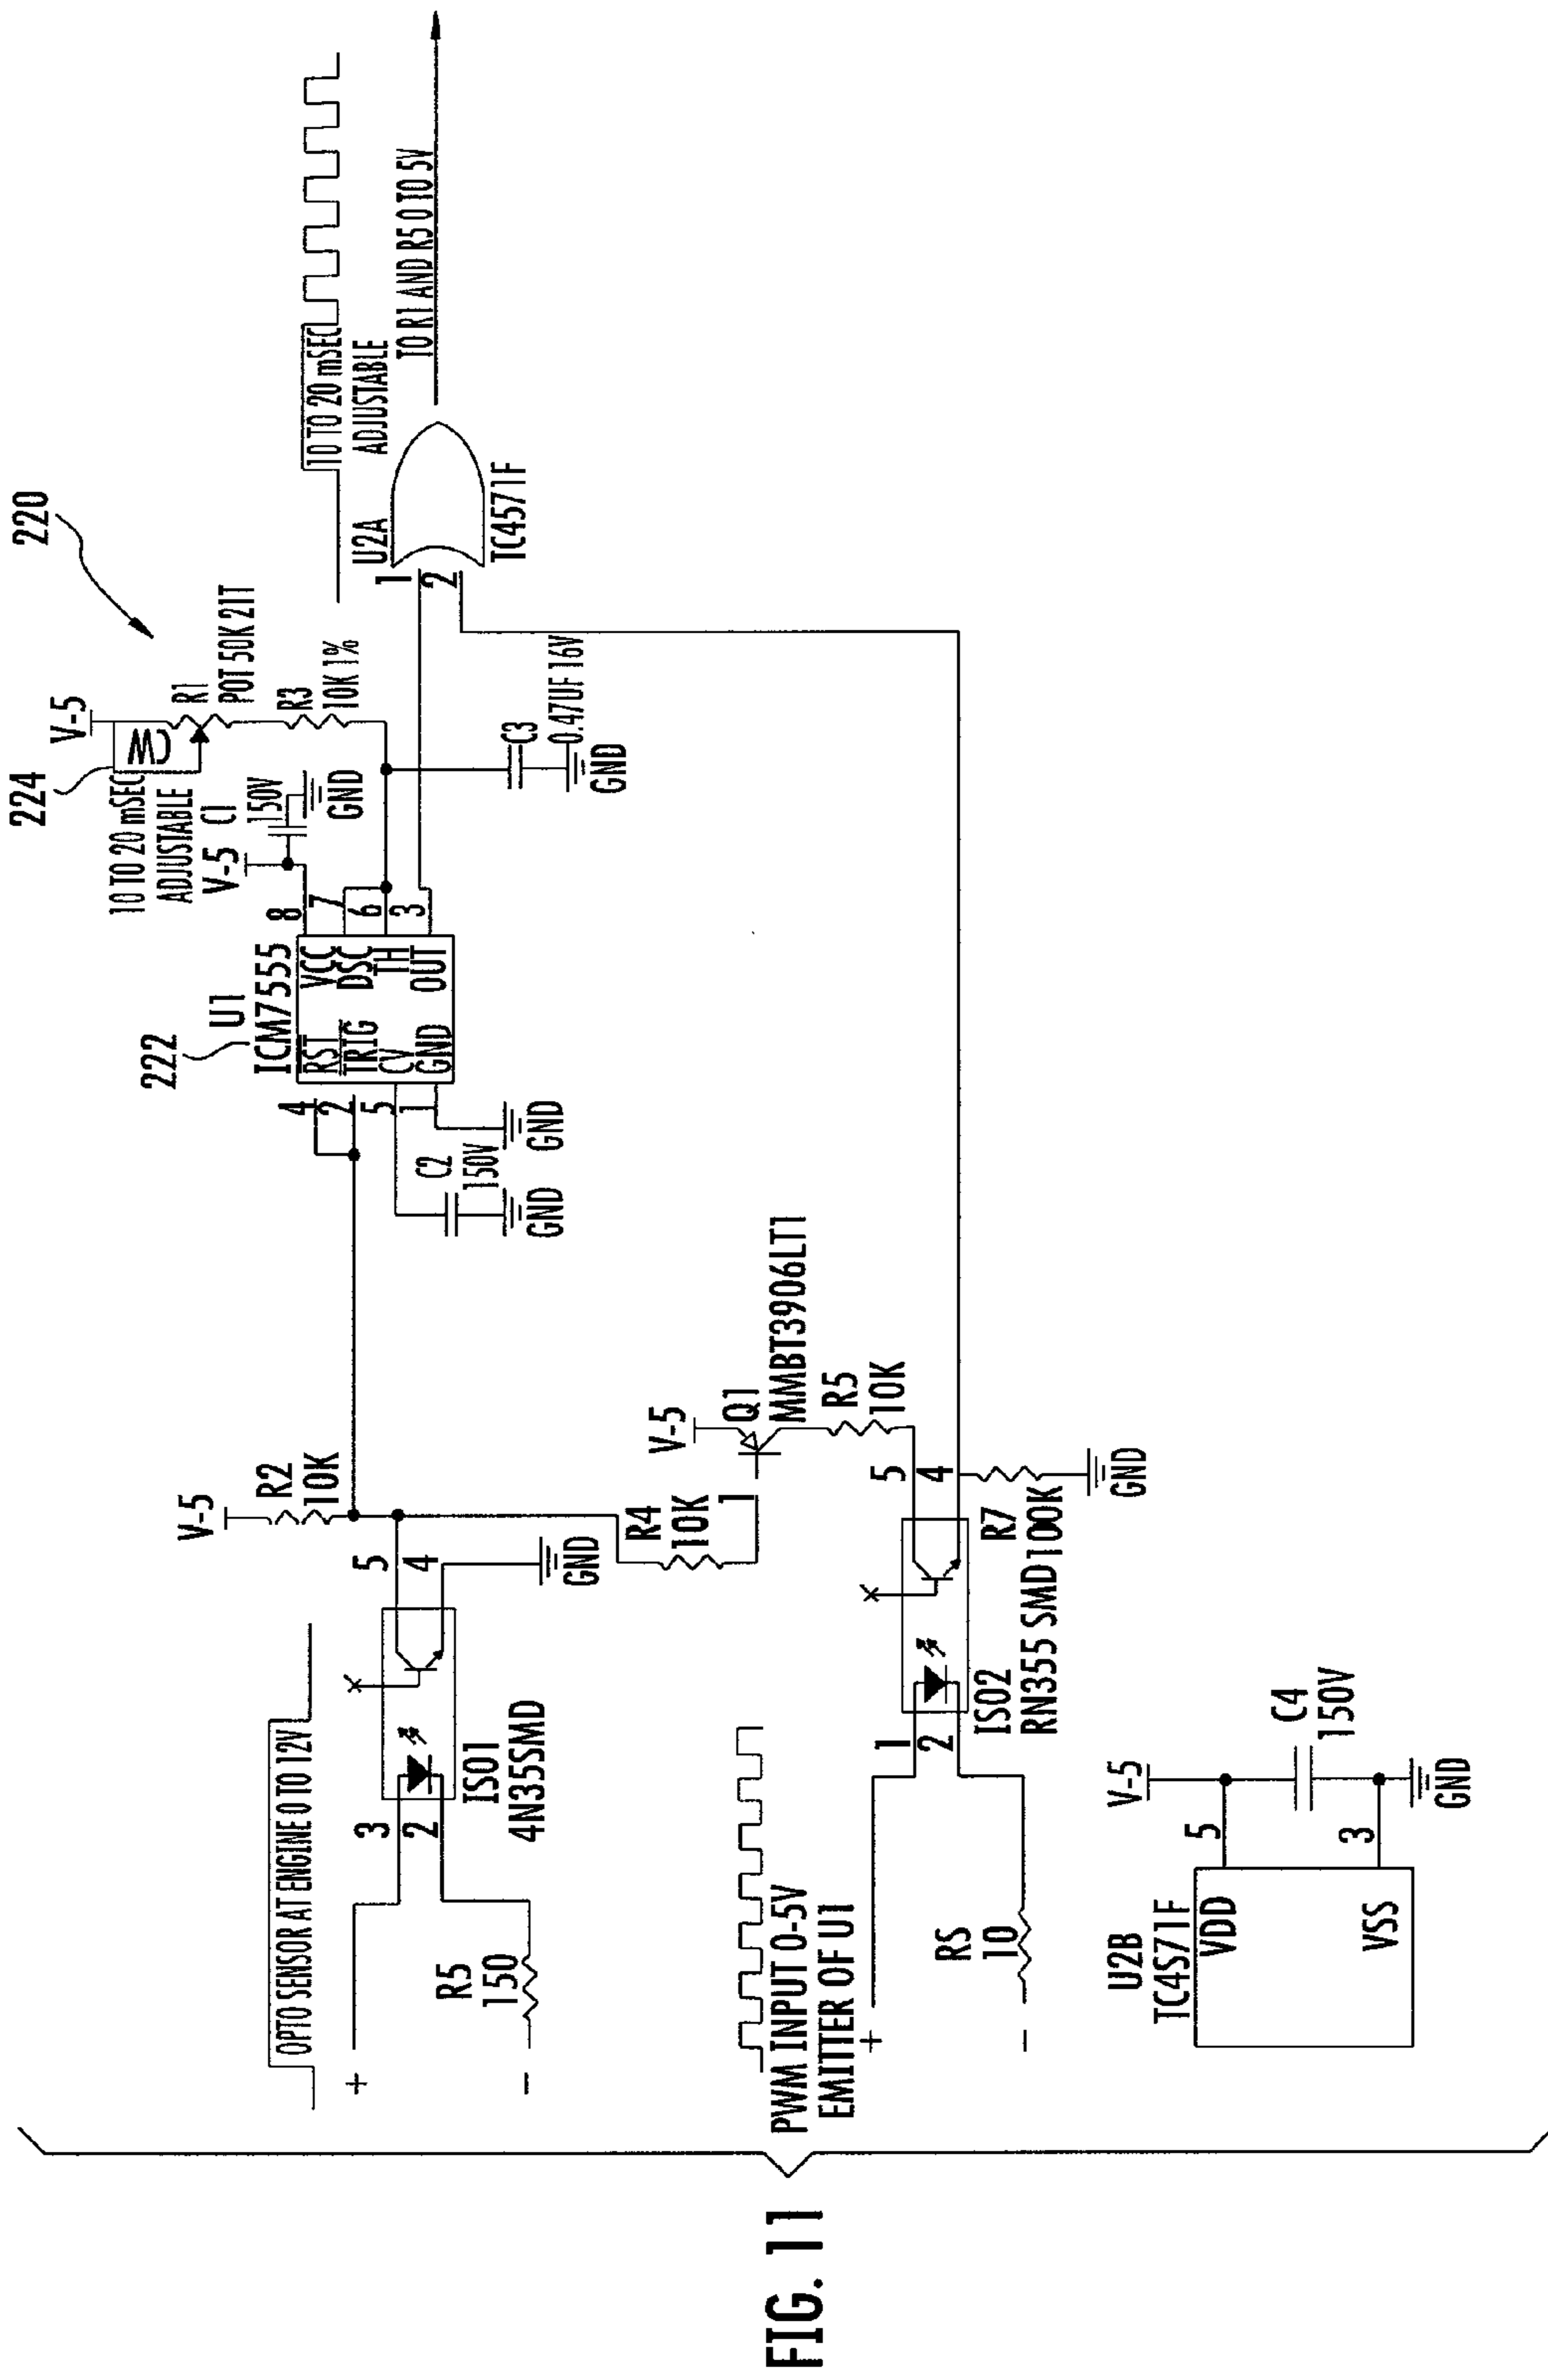 220
224
V-5
CW
R1
POT 50K 21T
R3
10K 1%
10 TO 20 mSEC
ADJUSTABLE
C1
150V
GND
V-5
8
7
6
3
222
U1
ICM7555
RST
TRIG
CV
GND
VCC
DSC
TH
OUT
4
2
5
1
GND
C2
150V
GND
C3
0.47UF 16V
GND
10 TO 20 mSEC
ADJUSTABLE
U2A
1
2
TC4571F
TO R1 AND R5 0 TO 5V
V-5
R2
10K
5
4
GND
OPTO SENSOR AT ENGINE 0 TO 12V
+
3
2
ISO1
4N35SMD
R5
150
-
R4
10K
1
V-5
Q1
MMBT3906LT1
R5
10K
5
4
R7
100K
GND
PWM INPUT 0-5V
EMITTER OF U1
+
1
2
ISO2
RN355 SMD
RS
10
-
U2B
TC4S71F
VDD
VSS
5
3
V-5
C4
150V
GND
FIG. 11